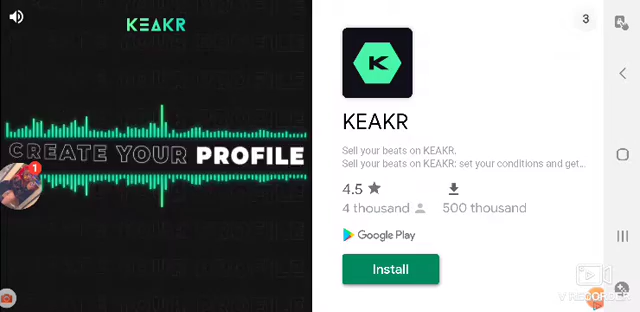 KEAKR
CREATE YOUR PROFILE
1
3
K
KEAKR
Sell your beats on KEAKR.
Sell your beats on KEAKR: set your conditions and get...
4.5
4 thousand
500 thousand
Google Play
Install
V RECORDER